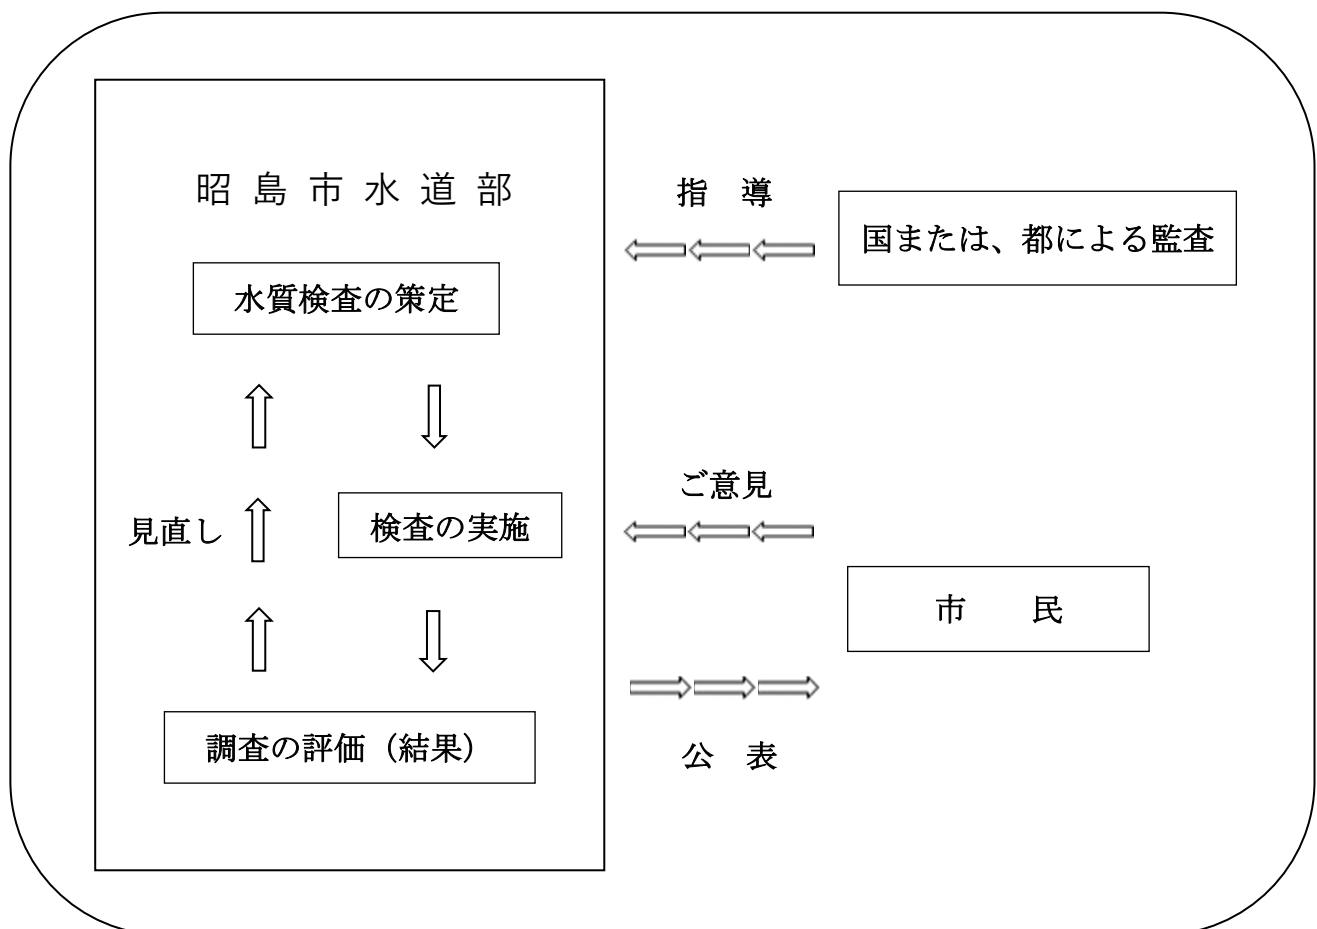 昭島市水道部
水質検査の策定
見直し
検査の実施
調査の評価（結果）
指　導
国または、都による監査
ご意見
市　　民
公　表